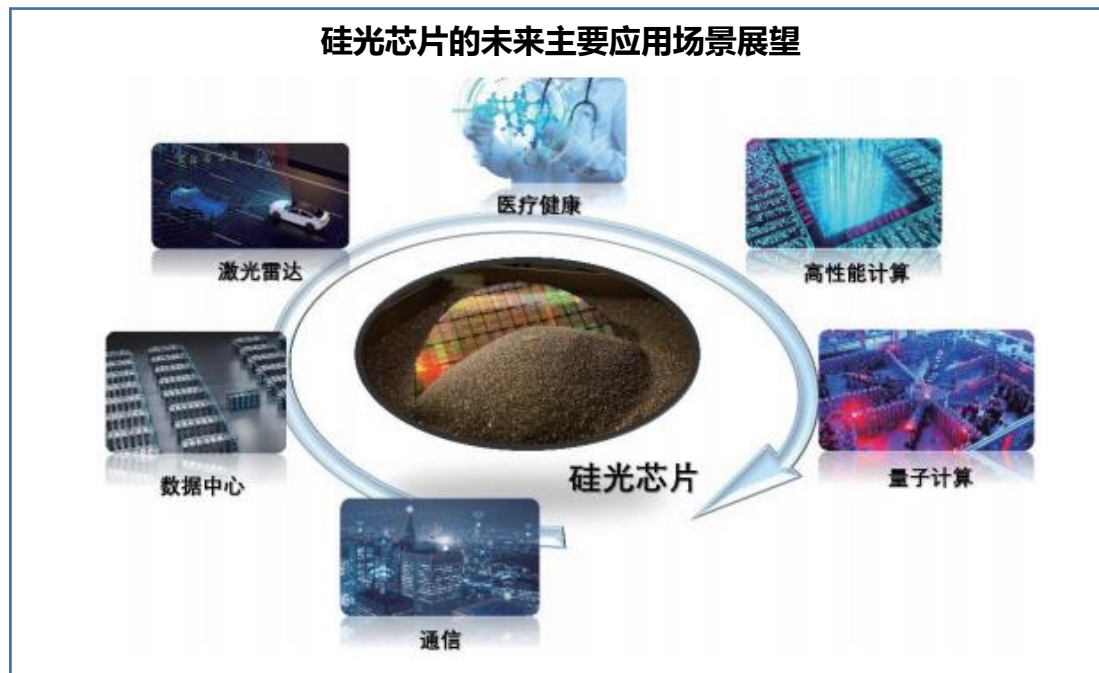 硅光芯片的未来主要应用场景展望
医疗健康
激光雷达
高性能计算
数据中心
硅光芯片
量子计算
通信